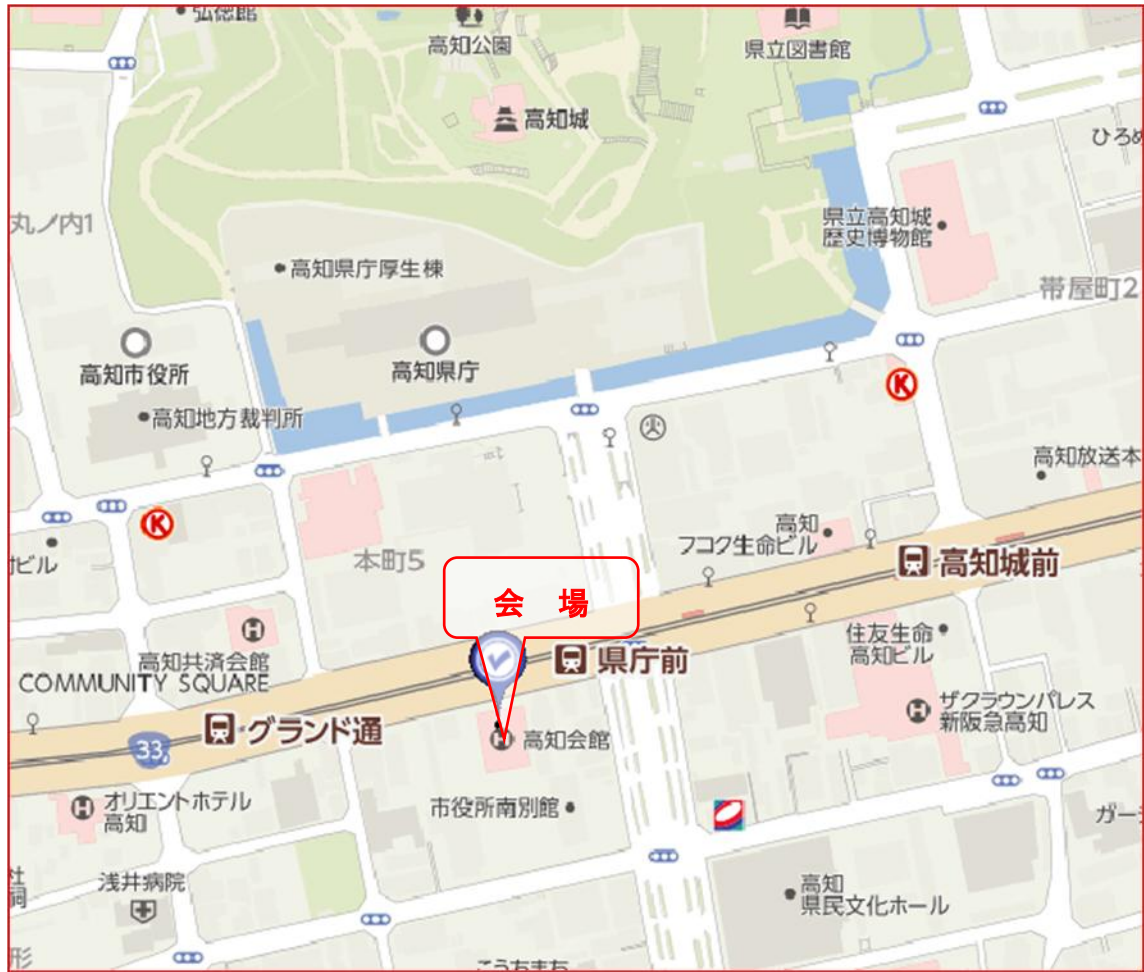 弘徳館
高知公園
県立図書館
高知城
ひろめ
丸ノ内1
県立高知城
歴史博物館
高知県庁厚生棟
帯屋町2
高知市役所
高知県庁
K
高知地方裁判所
高知放送本
K
高知
フコク生命ビル
ビル
本町5
高知城前
会 場
住友生命
高知ビル
高知共済会館
COMMUNITY SQUARE
県庁前
ザクラウンパレス
新阪急高知
グランド通
33
高知会館
オリエントホテル
高知
市役所南別館
浅井病院
高知
県民文化ホール
形